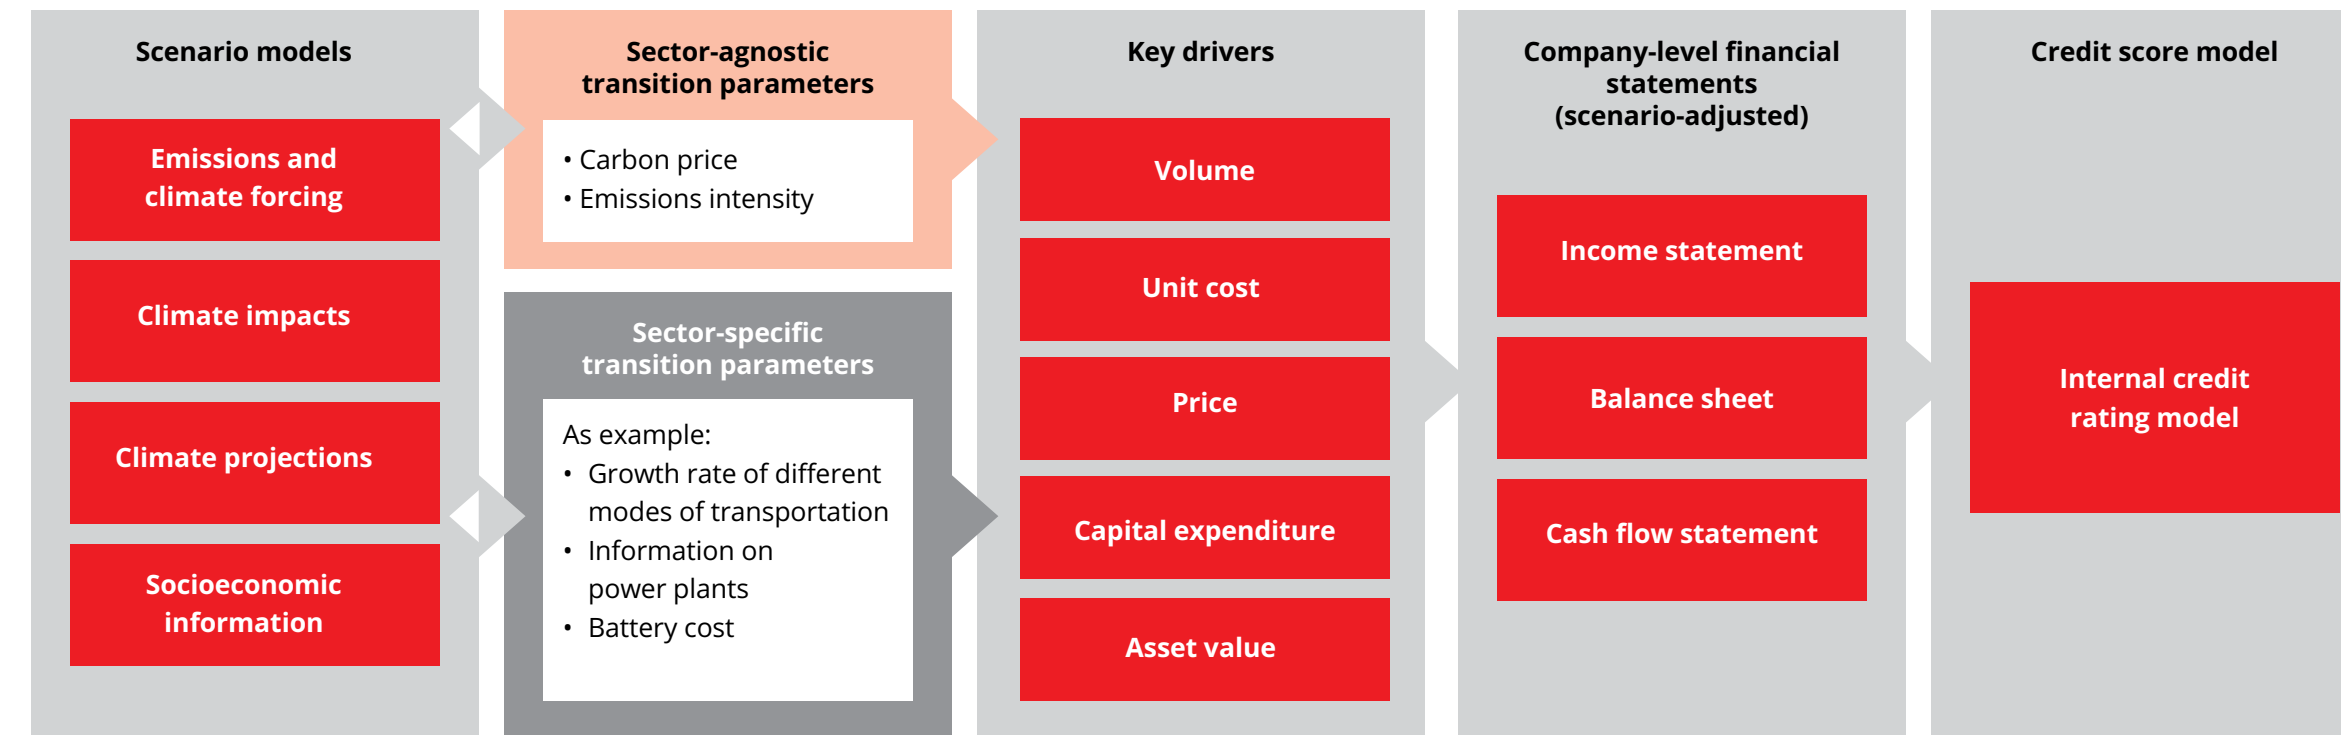 Scenario models
Emissions and
climate forcing
Climate impacts
Climate projections
Socioeconomic
information
Sector-agnostic
transition parameters
• Carbon price
• Emissions intensity
Sector-specific
transition parameters
As example:
• Growth rate of different
modes of transportation
• Information on
power plants
• Battery cost
Key drivers
Volume
Unit cost
Price
Capital expenditure
Asset value
Company-level financial
statements
(scenario-adjusted)
Income statement
Balance sheet
Cash flow statement
Credit score model
Internal credit
rating model